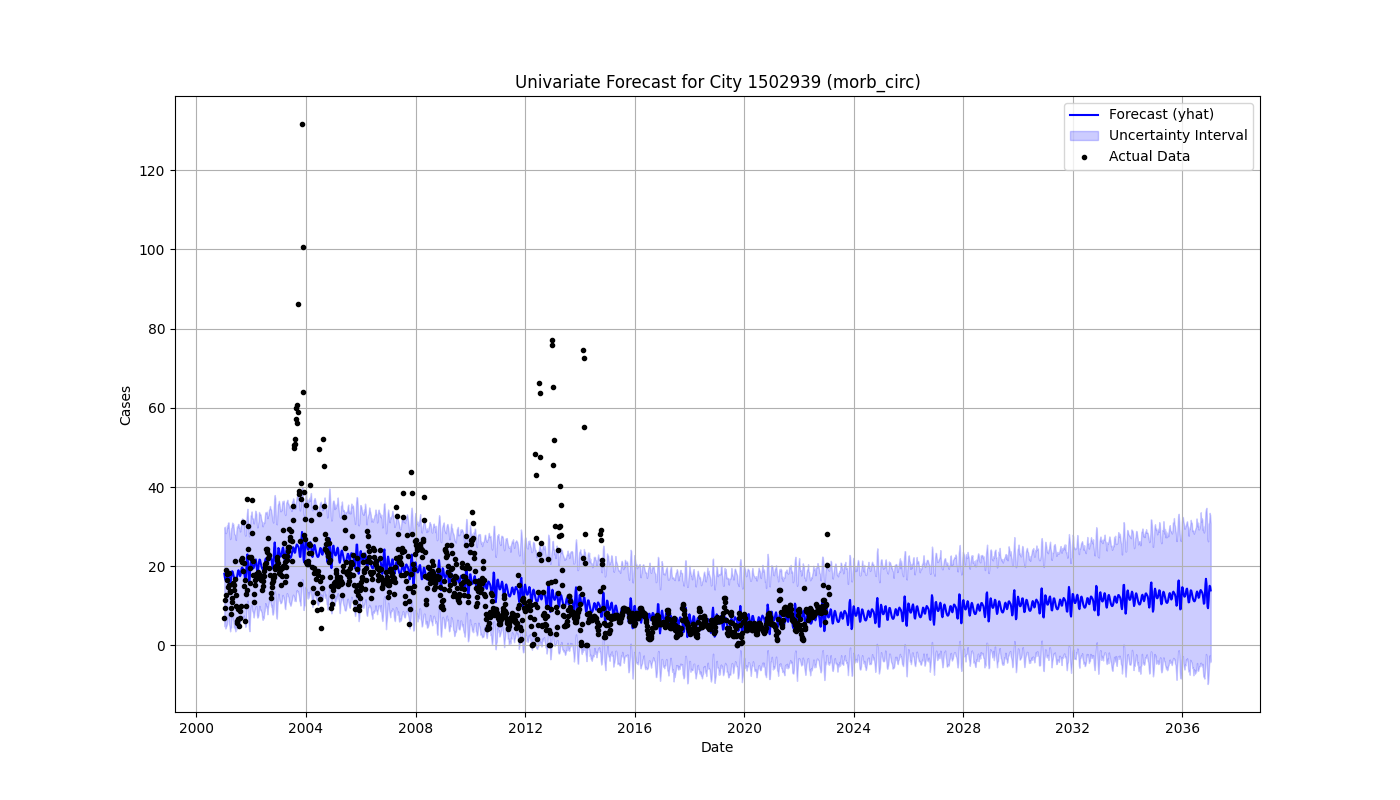 Univariate Forecast for City 1502939 (morb_circ)
Forecast (yhat)
Uncertainty Interval
Actual Data
Cases
120
100
80
60
40
20
0
2000 2004 2008 2012 2016 2020 2024 2028 2032 2036
Date